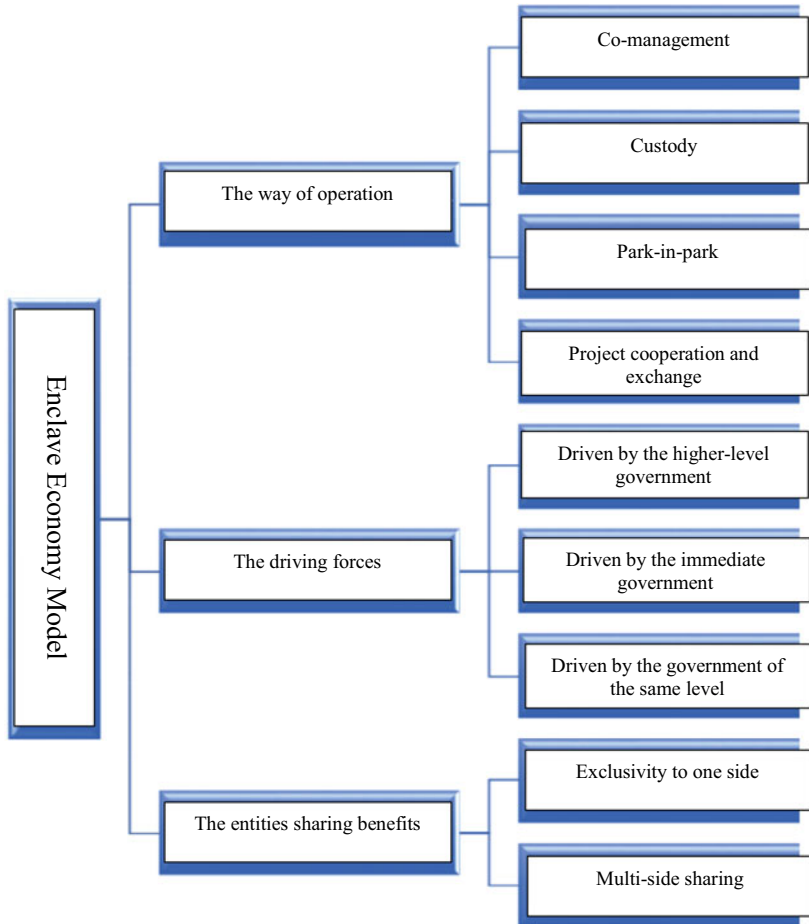 Enclave Economy Model
The way of operation
Co-management
Custody
Park-in-park
Project cooperation and
exchange
The driving forces
Driven by the higher-level
government
Driven by the immediate
government
Driven by the government of
the same level
The entities sharing benefits
Exclusivity to one side
Multi-side sharing